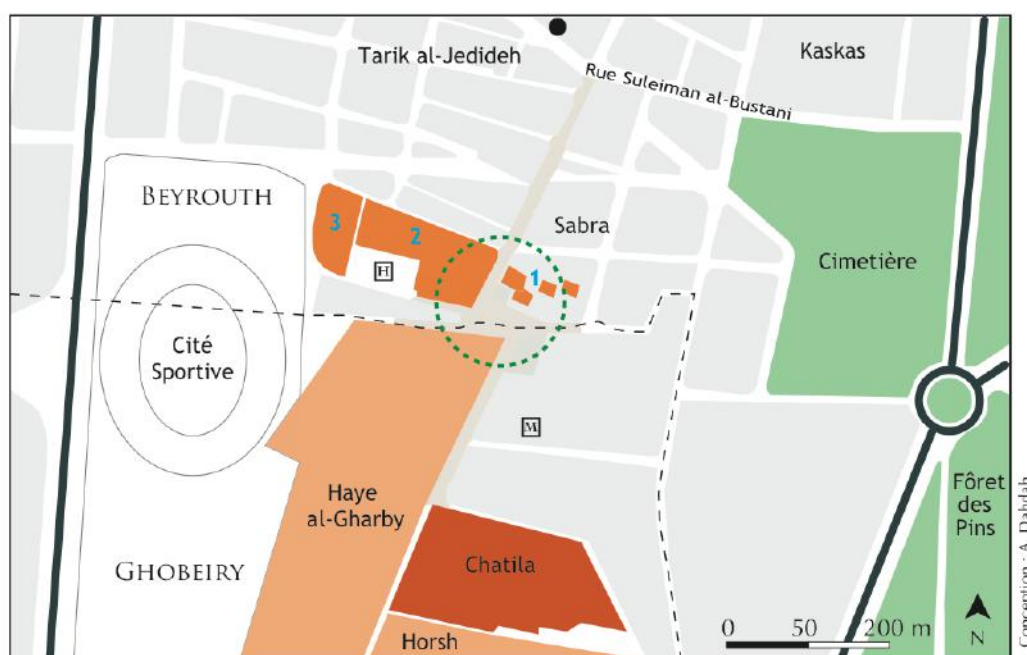 Tarik al-Jedideh
Kaskas
Rue Suleiman al-Bustani
BEYROUTH
3
2
Sabra
H
1
Cimetière
Cité
Sportive
M
Haye
al-Gharby
Fôret
des
Pins
GHOBEIRY
Chatila
Horsh
0 50 200 m
N
Conception : A. Dahdah